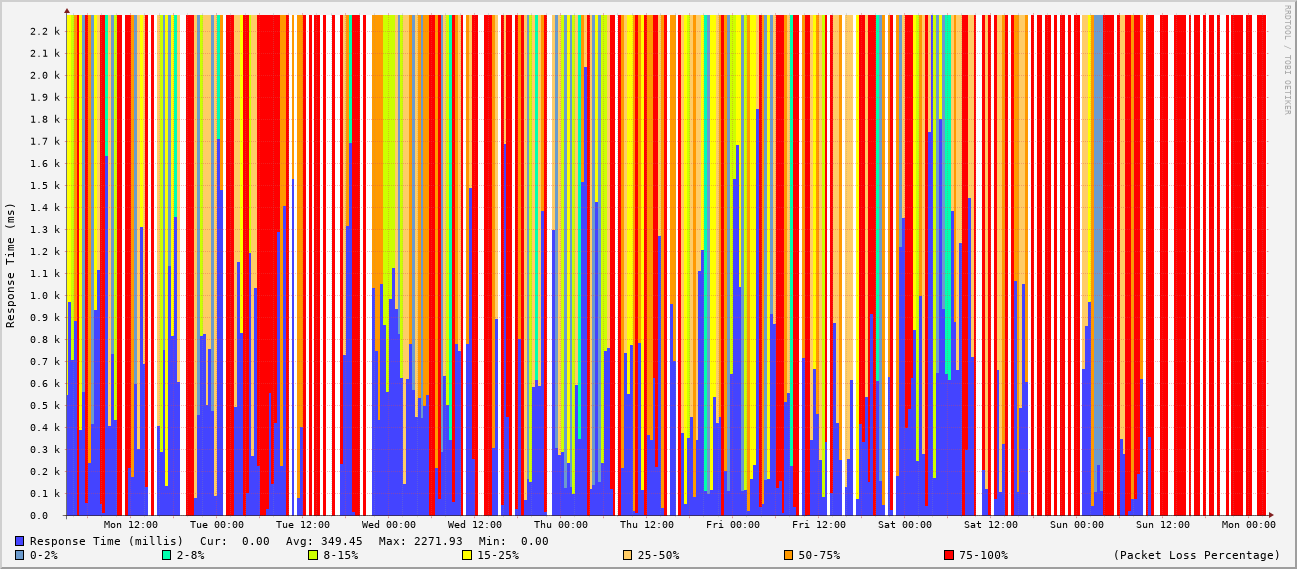 2.2 k
2.1 k
2.0 k
1.9 k
1.8 k
1.7 k
1.6 k
1.5 k
1.4 k
1.3 k
1.2 k
1.1 k
1.0 k
0.9 k
0.8 k
0.7 k
0.6 k
0.5 k
0.4 k
0.3 k
0.2 k
0.1 k
0.0
Response Time (ms)
RRDTOOL / TOBI OETIKER
Mon 12:00 Tue 00:00 Tue 12:00 Wed 00:00 Wed 12:00 Thu 00:00 Thu 12:00 Fri 00:00 Fri 12:00 Sat 00:00 Sat 12:00 Sun 00:00 Sun 12:00 Mon 00:00
Response Time (millis) Cur: 0.00 Avg: 349.45 Max: 2271.93 Min: 0.00
0-2% 2-8% 8-15% 15-25% 25-50% 50-75% 75-100% (Packet Loss Percentage)